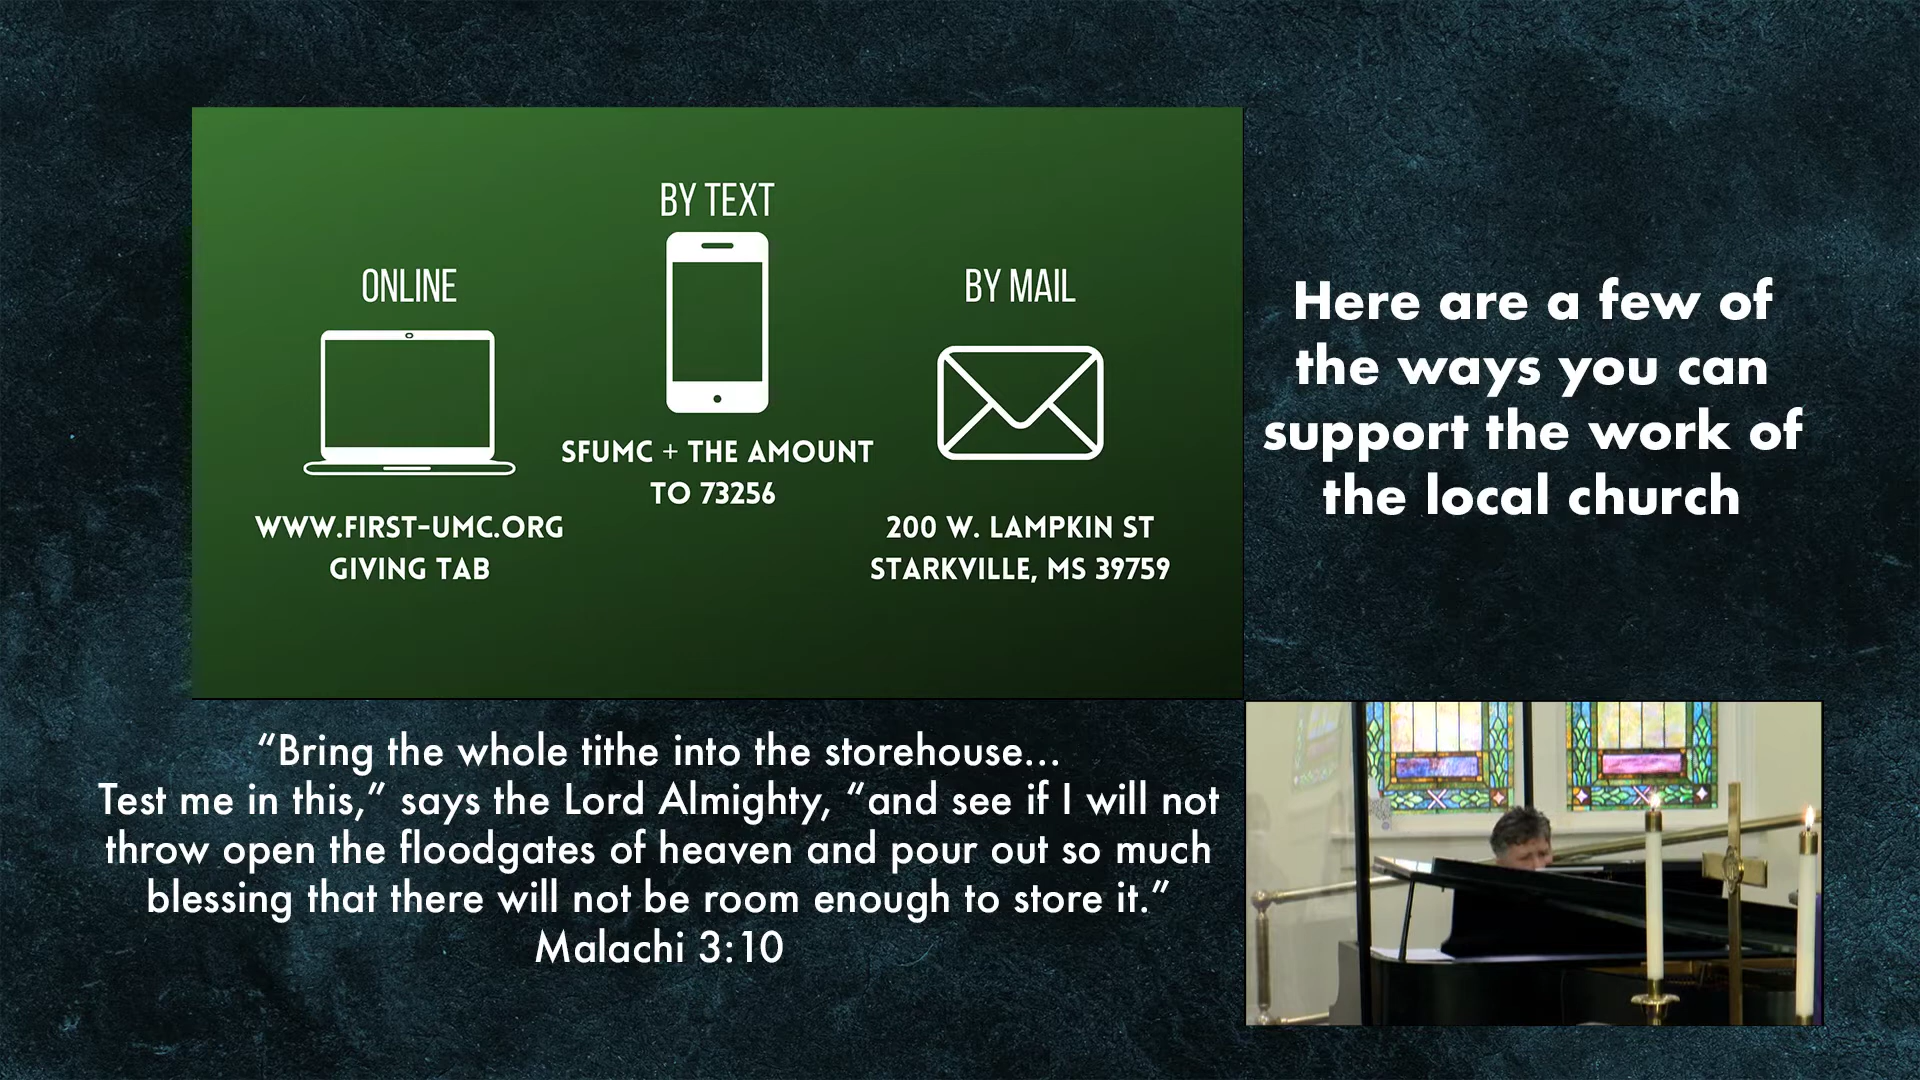 BY TEXT
ONLINE
BY MAIL
SFUMC + THE AMOUNT
TO 73256
WWW.FIRST-UMC.ORG
GIVING TAB
200 W. LAMPKIN ST
STARKVILLE, MS 39759
Here are a few of
the ways you can
support the work of
the local church
“Bring the whole tithe into the storehouse...
Test me in this,” says the Lord Almighty, “and see if I will not
throw open the floodgates of heaven and pour out so much
blessing that there will not be room enough to store it.”
Malachi 3:10